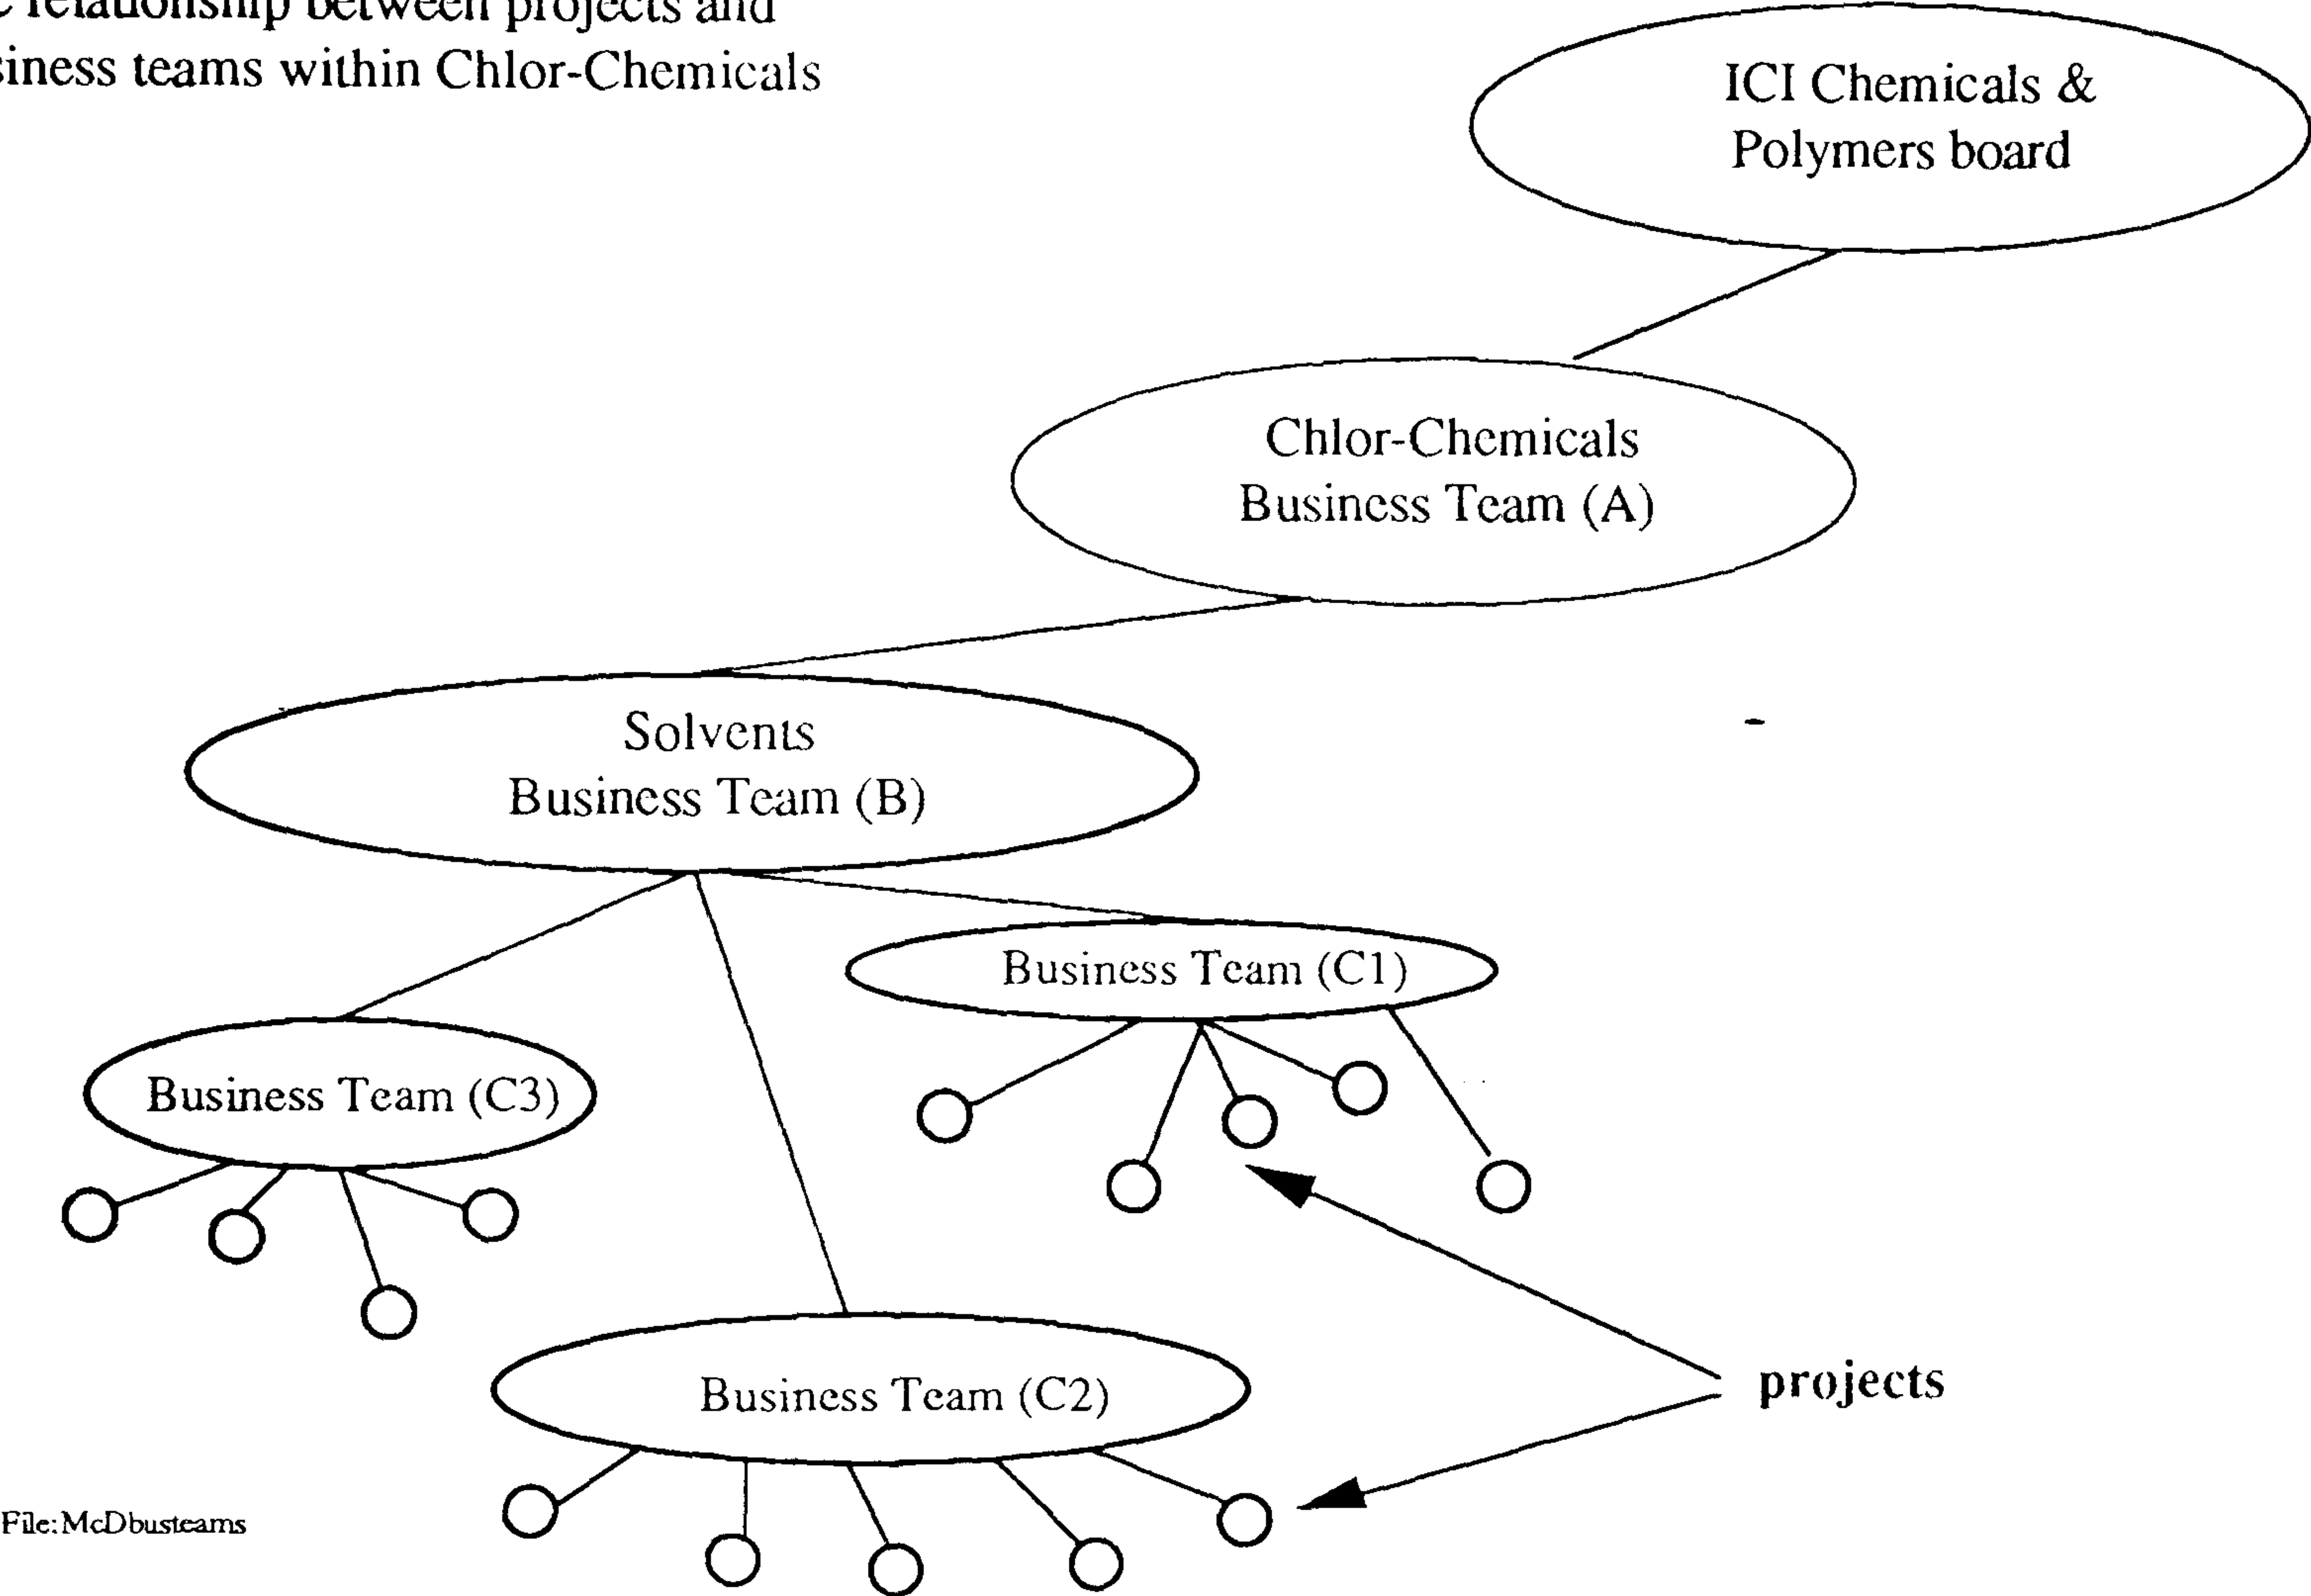 relationship between projects and
siness teams within Chlor-Chemicals
ICI Chemicals &
Polymers board
Chlor-Chemicals
Business Team (A)
Solvents
Business Team (B)
Business Team (C1)
Business Team (C3)
Business Team (C2)
projects
File:McDbusteams